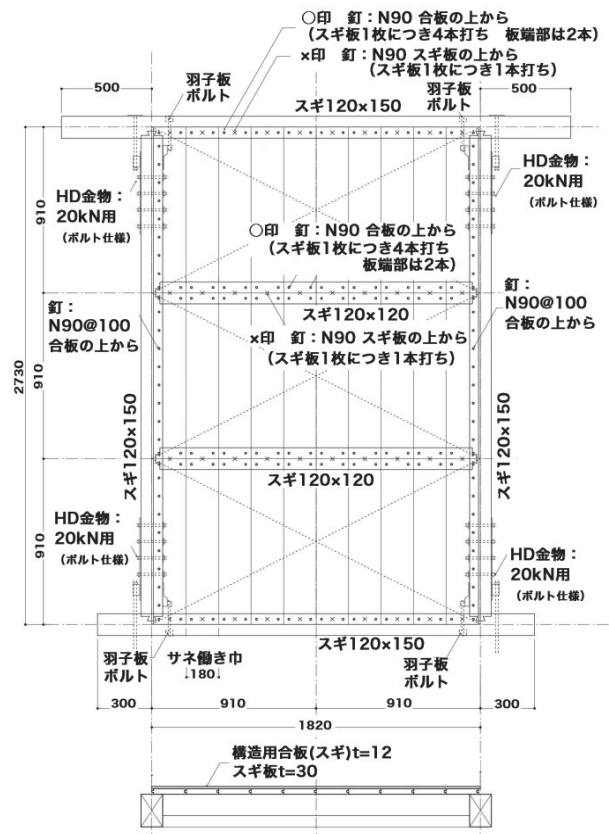 ○印 釘：N90 合板の上から
（スギ板1枚につき4本打ち 板端部は2本）
×印 釘：N90 スギ板の上から
（スギ板1枚につき1本打ち）
500
羽子板
ボルト
スギ120×150
羽子板
ボルト
500
HD金物：
20kN用
（ボルト仕様）
HD金物：
20kN用
（ボルト仕様）
910
○印 釘：N90 合板の上から
（スギ板1枚につき4本打ち
板端部は2本）
釘：
N90@100
合板の上から
スギ120×120
×印 釘：N90 スギ板の上から
（スギ板1枚につき1本打ち）
釘：
N90@100
合板の上から
2730
910
スギ120×150
スギ120×150
スギ120×120
HD金物：
20kN用
（ボルト仕様）
910
HD金物：
20kN用
（ボルト仕様）
スギ120×150
羽子板
ボルト
サネ働き巾
180
羽子板
ボルト
300
910
910
300
1820
構造用合板(スギ)t=12
スギ板t=30